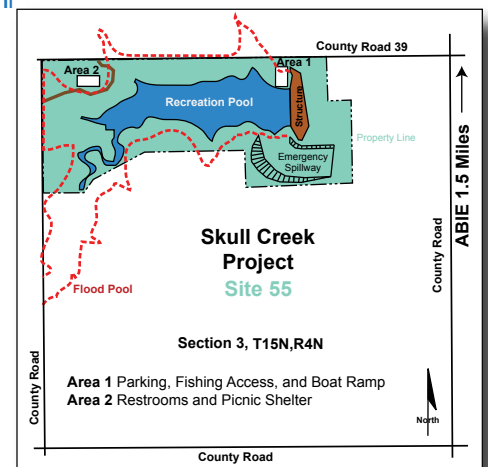 County Road 39
Area 1
Area 2
Recreation Pool
Structure
Property Line
Emergency
Spillway
ABIE 1.5 Miles
County Road
Skull Creek
Project
Site 55
Flood Pool
Section 3, T15N,R4N
Area 1 Parking, Fishing Access, and Boat Ramp
Area 2 Restrooms and Picnic Shelter
County Road
North
County Road